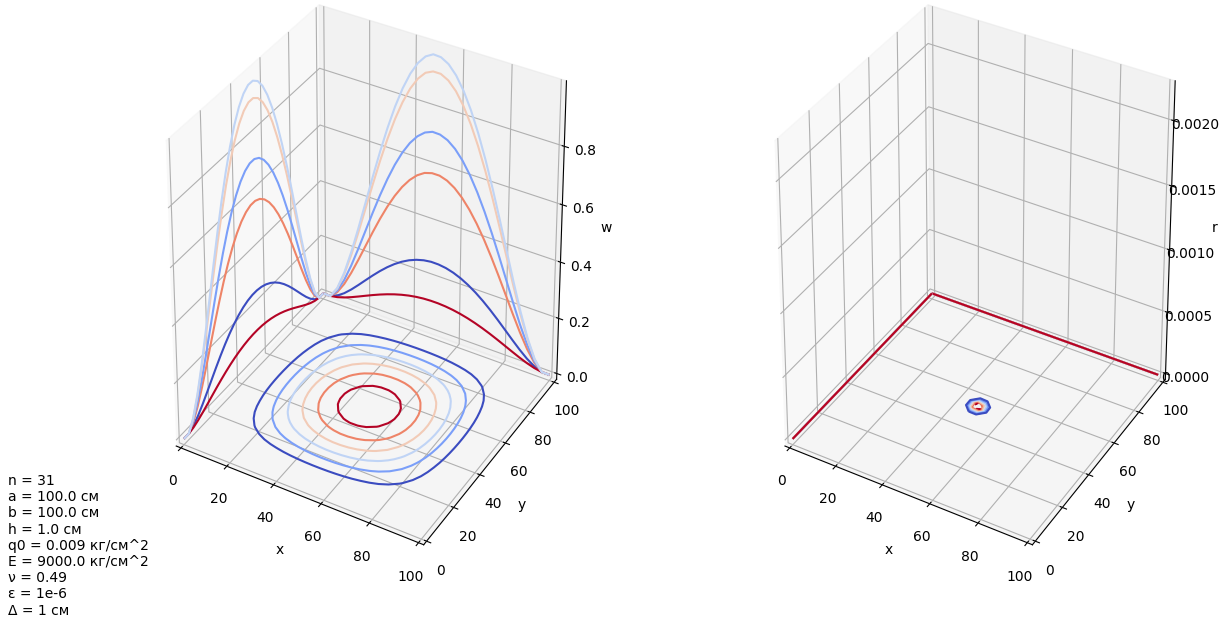 w
0.8
0.6
0.4
0.2
0.0
100
80
60
40
20
0
y
0
20
40
60
80
100
x
n = 31
a = 100.0 см
b = 100.0 см
h = 1.0 см
q0 = 0.009 кг/см^2
E = 9000.0 кг/см^2
ν = 0.49
ε = 1e-6
Δ = 1 см
0.0020
0.0015
r
0.0010
0.0005
0.0000
100
80
60
40
20
0
y
0
20
40
60
80
100
x